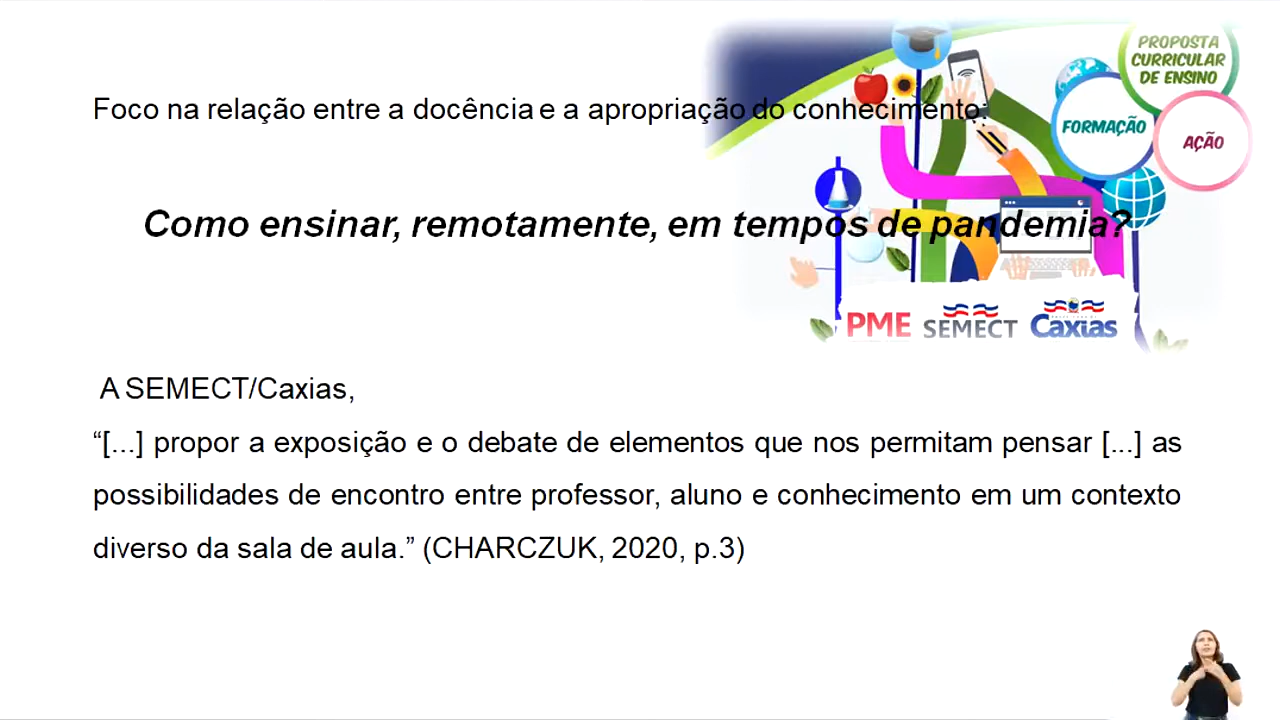 PROPOSTA
CURRICULAR
DE ENSINO
FORMAÇÃO
AÇÃO
Foco na relação entre a docência e a apropriação do conhecimento:
Como ensinar, remotamente, em tempos de pandemia?
PME SEMECT Caxias
A SEMECT/Caxias,
“[...] propor a exposição e o debate de elementos que nos permitam pensar [...] as
possibilidades de encontro entre professor, aluno e conhecimento em um contexto
diverso da sala de aula.” (CHARCZUK, 2020, p.3)